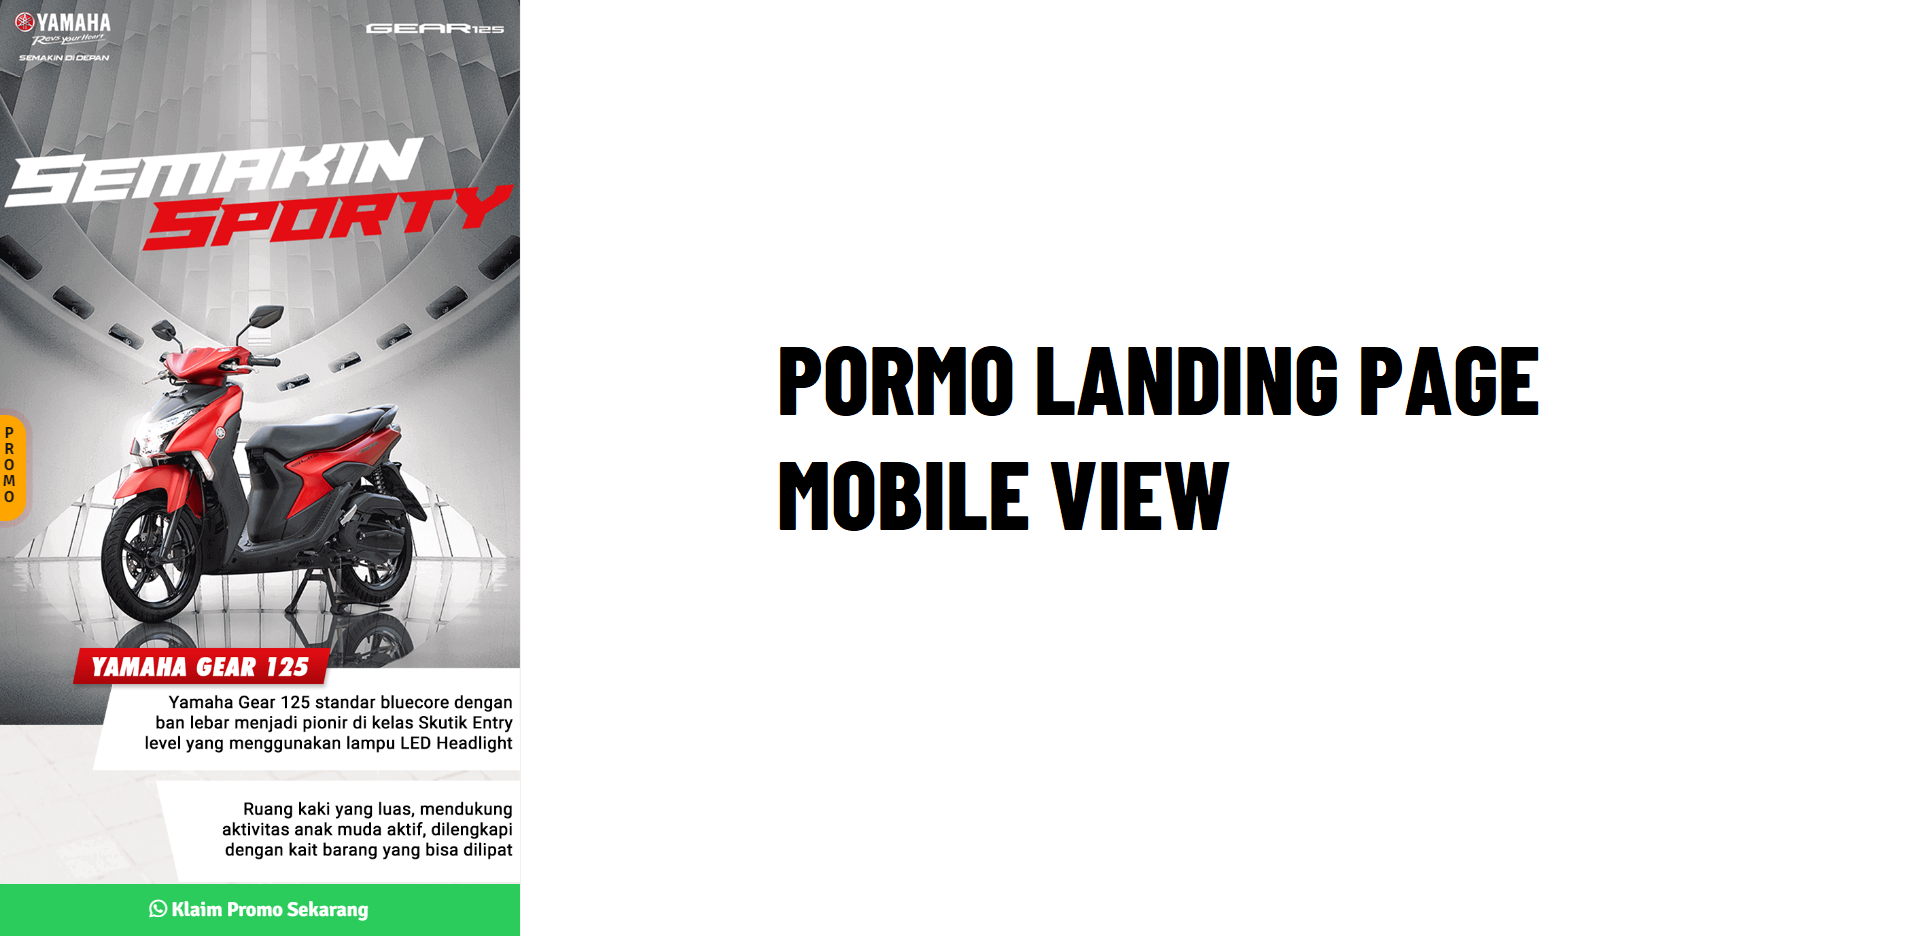 YAMAHA
Revs Your Heart
SEMAKIN DI DEPAN
GEAR 125
SEMAKIN
SPORTY
PROMO
YAMAHA GEAR 125
Yamaha Gear 125 standar bluecore dengan
ban lebar menjadi pionir di kelas Skutik Entry
level yang menggunakan lampu LED Headlight
Ruang kaki yang luas, mendukung
aktivitas anak muda aktif, dilengkapi
dengan kait barang yang bisa dilipat
Klaim Promo Sekarang
PORMO LANDING PAGE
MOBILE VIEW